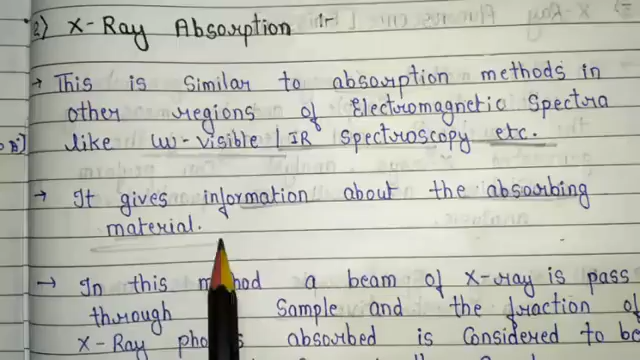 2) X-Ray Absorption :-
→ This is Similar to absorption methods in
other regions of Electromagnetic Spectra
like UV-visible / IR Spectroscopy etc.
→ It gives information about the absorbing
material.
→ In this method a beam of X-ray is pass
through Sample and the fraction of
X-Ray absorbed is Considered to be